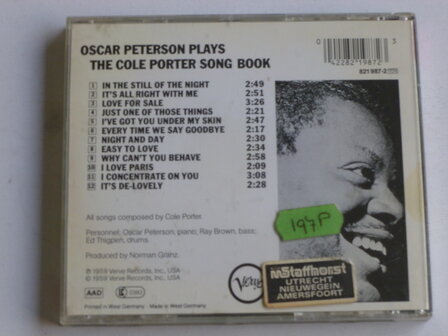 OSCAR PETERSON PLAYS
THE COLE PORTER SONG BOOK
0 42282 19872 3
821 987-2
1 IN THE STILL OF THE NIGHT 2:49
2 IT'S ALL RIGHT WITH ME 2:51
3 LOVE FOR SALE 3:26
4 JUST ONE OF THOSE THINGS 2:21
5 I'VE GOT YOU UNDER MY SKIN 2:47
6 EVERY TIME WE SAY GOODBYE 2:17
7 NIGHT AND DAY 2:30
8 EASY TO LOVE 2:34
9 WHY CAN'T YOU BEHAVE 2:58
10 I LOVE PARIS 2:09
11 I CONCENTRATE ON YOU 3:08
12 IT'S DE-LOVELY 2:28
All songs composed by Cole Porter.
Personnel, Oscar Peterson, piano; Ray Brown, bass;
Ed Thigpen, drums.
Produced by Norman Granz.
℗ 1959 Verve Records, Inc., USA
© 1959 Verve Records, Inc., USA
AAD
Printed in West Germany - Made in West Germany
Verve
197P
Staffhorst
UTRECHT
NIEUWEGEIN
AMERSFOORT